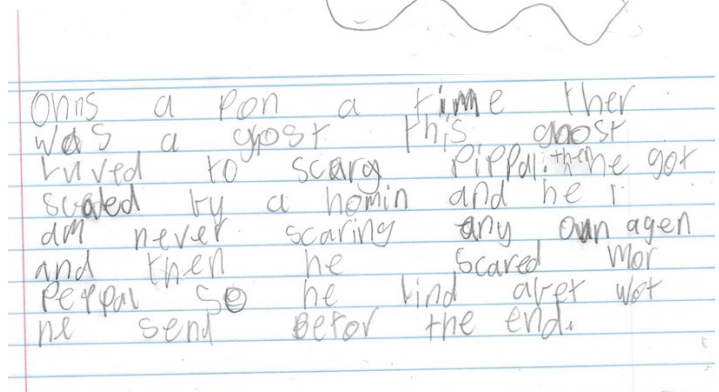 Ohns a pon a time ther
was a gost this gaost
Luved to scarg Pippal. then he got
scared by a homin and he i
am never scaring any oun agen
and then he scared mor
Peppal so he lind afet wot
he send Befor the end.